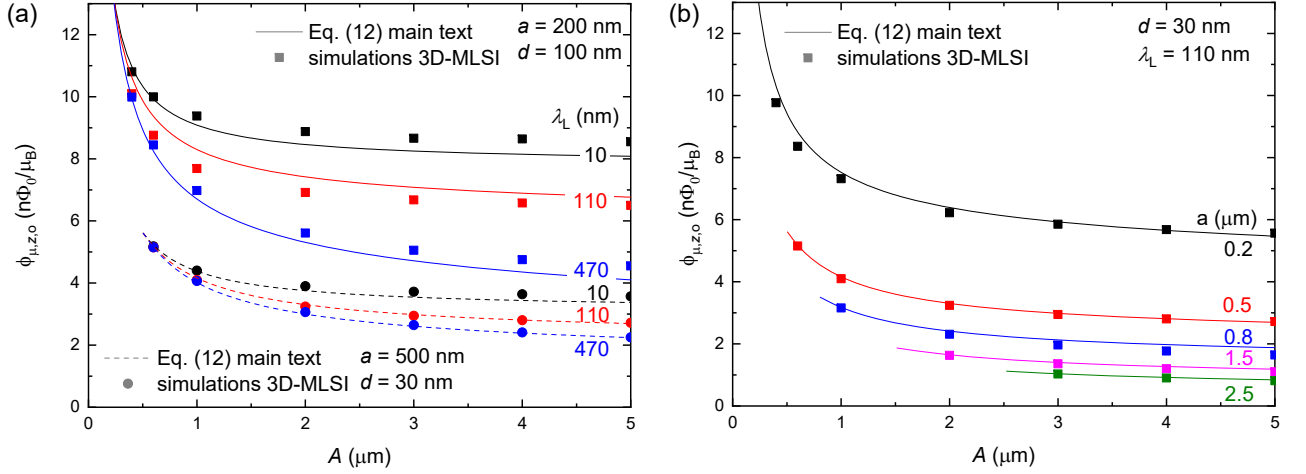 (a)
Eq. (12) main text
simulations 3D-MLSI
a = 200 nm
d = 100 nm
λL (nm)
10
110
470
10
110
470
Eq. (12) main text
simulations 3D-MLSI
a = 500 nm
d = 30 nm
12
10
8
6
4
2
0
0 1 2 3 4 5
A (μm)
ϕμ,z,o (nΦ0/μB)
(b)
Eq. (12) main text
simulations 3D-MLSI
d = 30 nm
λL = 110 nm
a (μm)
0.2
0.5
0.8
1.5
2.5
12
10
8
6
4
2
0
0 1 2 3 4 5
A (μm)
ϕμ,z,o (nΦ0/μB)